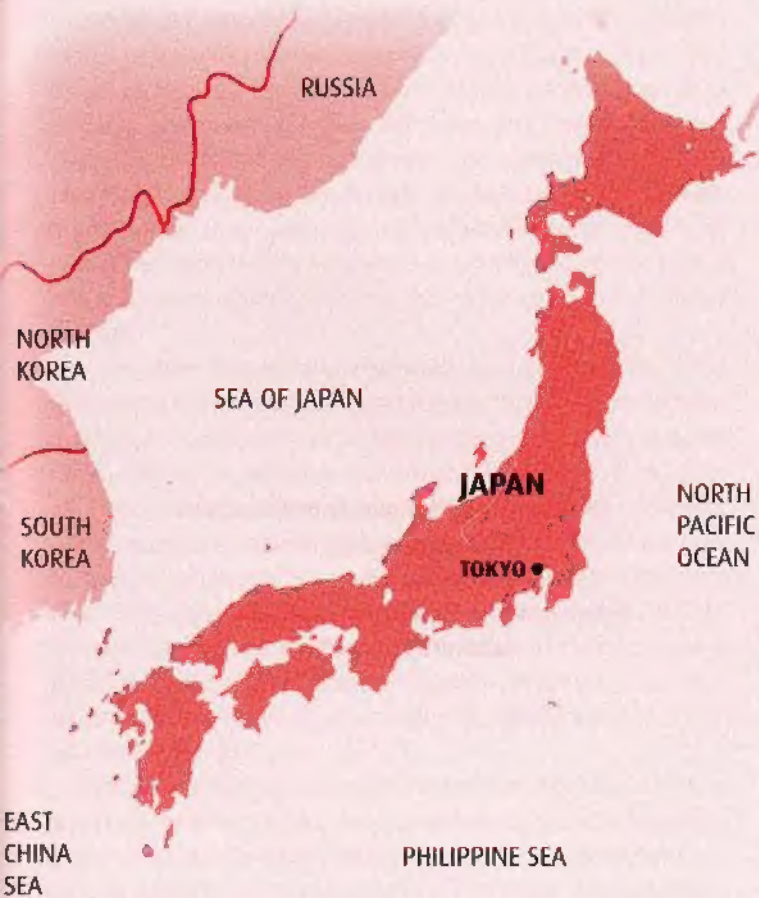 RUSSIA
NORTH
KOREA
SEA OF JAPAN
JAPAN
NORTH
PACIFIC
OCEAN
SOUTH
KOREA
TOKYO
EAST
CHINA
SEA
PHILIPPINE SEA